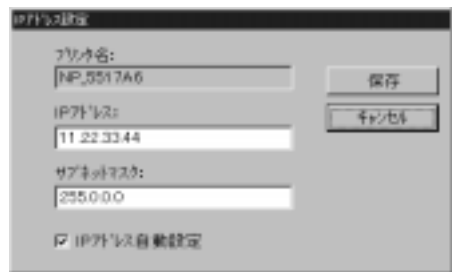 IPｱﾄﾞﾚｽ設定
ﾌﾟﾘﾝﾀ名:
NP_5517A6
保存
IPｱﾄﾞﾚｽ:
ｷｬﾝｾﾙ
11.22.33.44
ｻﾌﾞﾈｯﾄﾏｽｸ:
255.0.0.0
IPｱﾄﾞﾚｽ自動設定